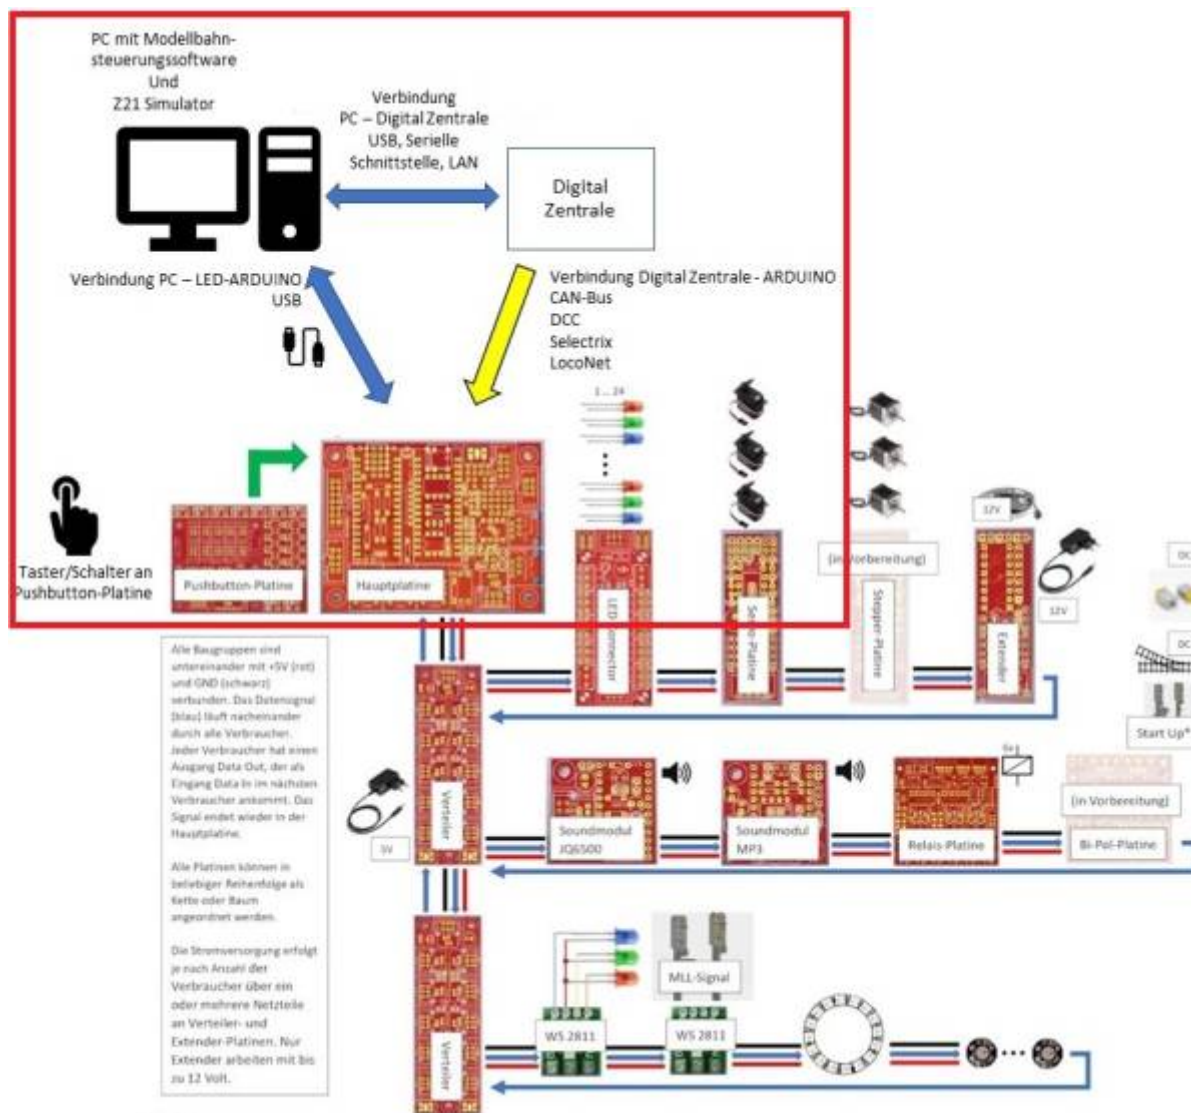 PC mit Modellbahn-
steuerungssoftware
Und
Z21 Simulator
Verbindung
PC – Digital Zentrale
USB, Serielle
Schnittstelle, LAN
Digital
Zentrale
Verbindung PC – LED-ARDUINO
USB
Verbindung Digital Zentrale - ARDUINO
CAN-Bus
DCC
Selectrix
LocoNet
1 ... 24
Taster/Schalter an
Pushbutton-Platine
Pushbutton-Platine
Hauptplatine
LED-Connector
Servo-Platine
(in Vorbereitung)
Stepper-Platine
12V
Extender
12V
DC
DC
Start Up*
Alle Baugruppen sind
untereinander mit +5V (rot)
und GND (schwarz)
verbunden. Das Datensignal
(blau) läuft nacheinander
durch alle Verbraucher.
Jeder Verbraucher hat einen
Ausgang Data Out, der als
Eingang Data In im nächsten
Verbraucher ankommt. Das
Signal endet wieder in der
Hauptplatine.
Alle Platinen können in
beliebiger Reihenfolge als
Kette oder Baum
angeordnet werden.
Die Stromversorgung erfolgt
je nach Anzahl der
Verbraucher über ein
oder mehrere Netzteile
an Verteiler- und
Extender-Platinen. Nur
Extender arbeiten mit bis
zu 12 Volt.
5V
Verteiler
Soundmodul
JQ6500
Soundmodul
MP3
Relais-Platine
(in Vorbereitung)
Bi-Pol-Platine
Verteiler
WS 2811
MLL-Signal
WS 2811